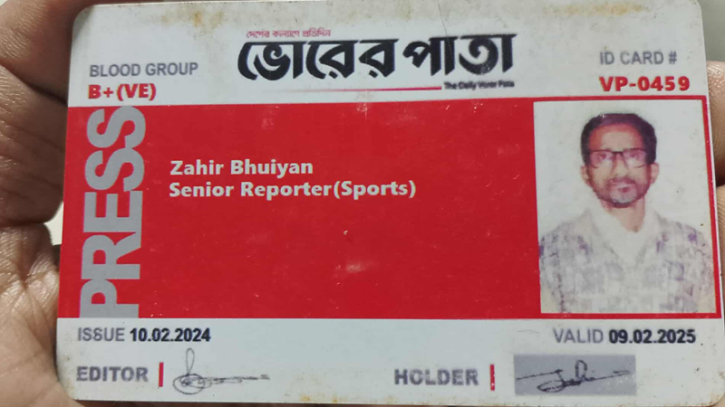 দেশের কল্যাণে প্রতিদিন
ভোরের পাতা
The Daily Vorer Pata
BLOOD GROUP
B+(VE)
ID CARD #
VP-0459
PRESS
Zahir Bhuiyan
Senior Reporter(Sports)
ISSUE 10.02.2024
VALID 09.02.2025
EDITOR
HOLDER